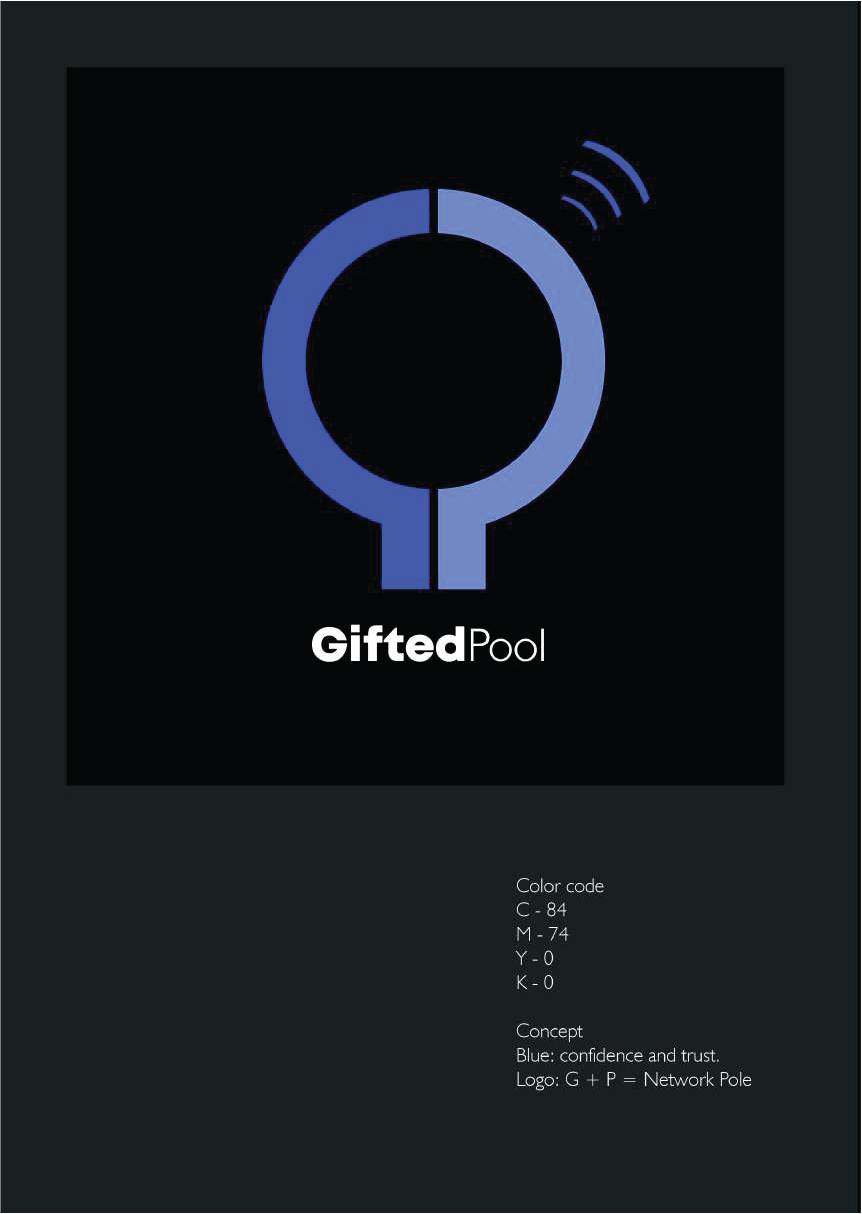 GiftedPool
Color code
C - 84
M - 74
Y - 0
K - 0
Concept
Blue: confidence and trust.
Logo: G + P = Network Pole